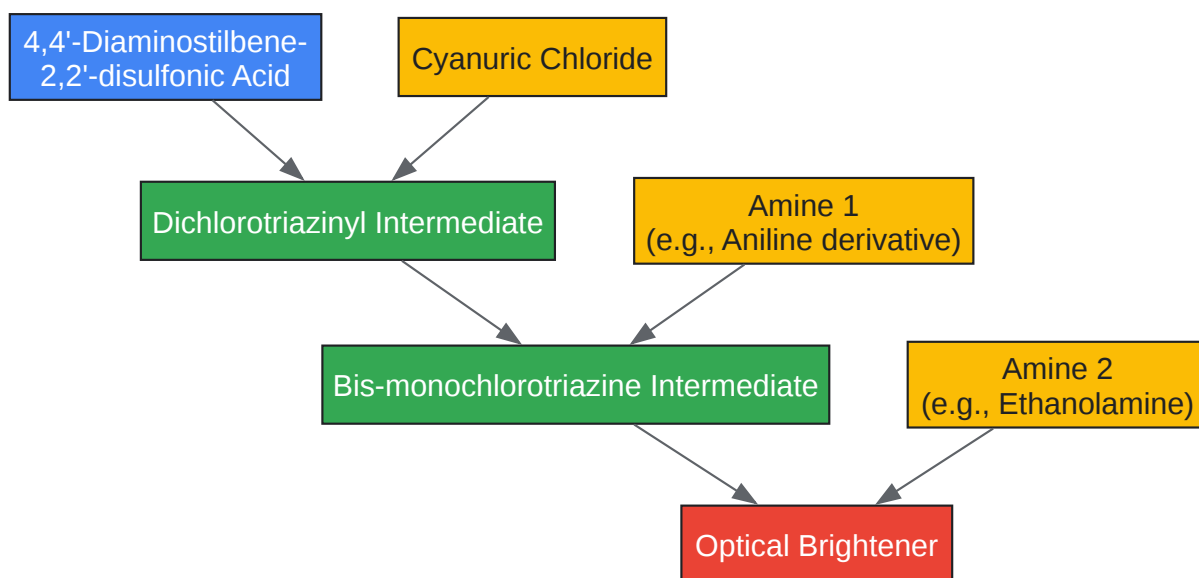 4,4'-Diaminostilbene-
2,2'-disulfonic Acid
Cyanuric Chloride
Dichlorotriazinyl Intermediate
Amine 1
(e.g., Aniline derivative)
Bis-monochlorotriazine Intermediate
Amine 2
(e.g., Ethanolamine)
Optical Brightener